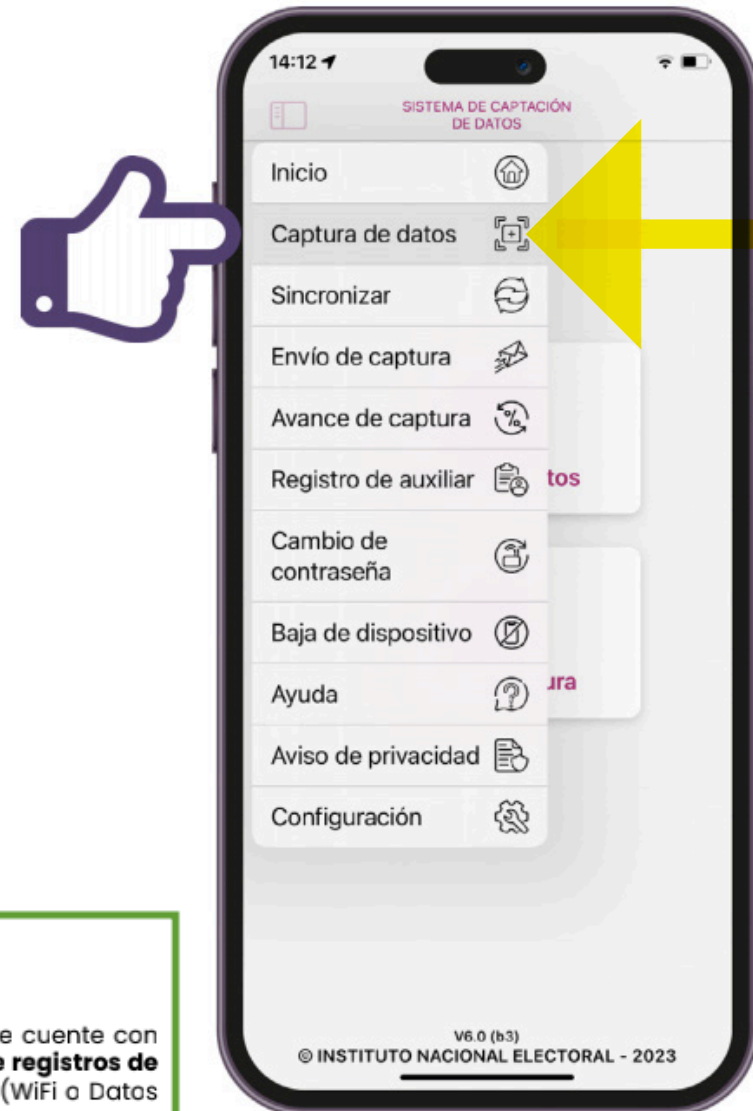 14:12
SISTEMA DE CAPTACIÓN
DE DATOS
Inicio
Captura de datos
Sincronizar
Envío de captura
%
Avance de captura
Registro de auxiliar
tos
Cambio de
contraseña
Baja de dispositivo
Ayuda
?
ura
Aviso de privacidad
Configuración
e cuente con
e registros de
(WiFi o Datos
V6.0 (b3)
© INSTITUTO NACIONAL ELECTORAL - 2023